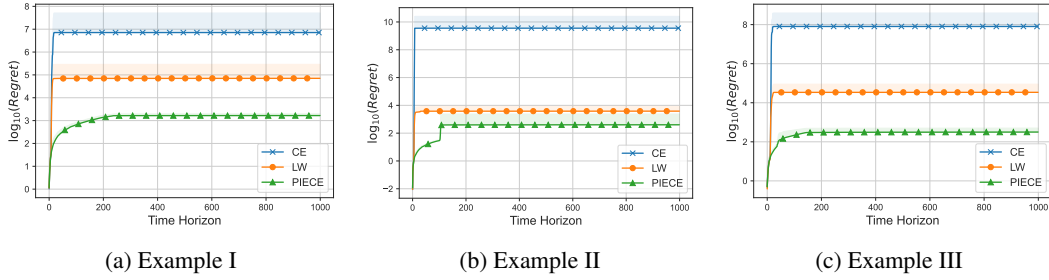 8
7
6
5
4
3
2
1
0
log10(Regret)
0 200 400 600 800 1000
Time Horizon
CE
LW
PIECE
(a) Example I
10
8
6
4
2
0
−2
log10(Regret)
0 200 400 600 800 1000
Time Horizon
CE
LW
PIECE
(b) Example II
8
6
4
2
0
log10(Regret)
0 200 400 600 800 1000
Time Horizon
CE
LW
PIECE
(c) Example III